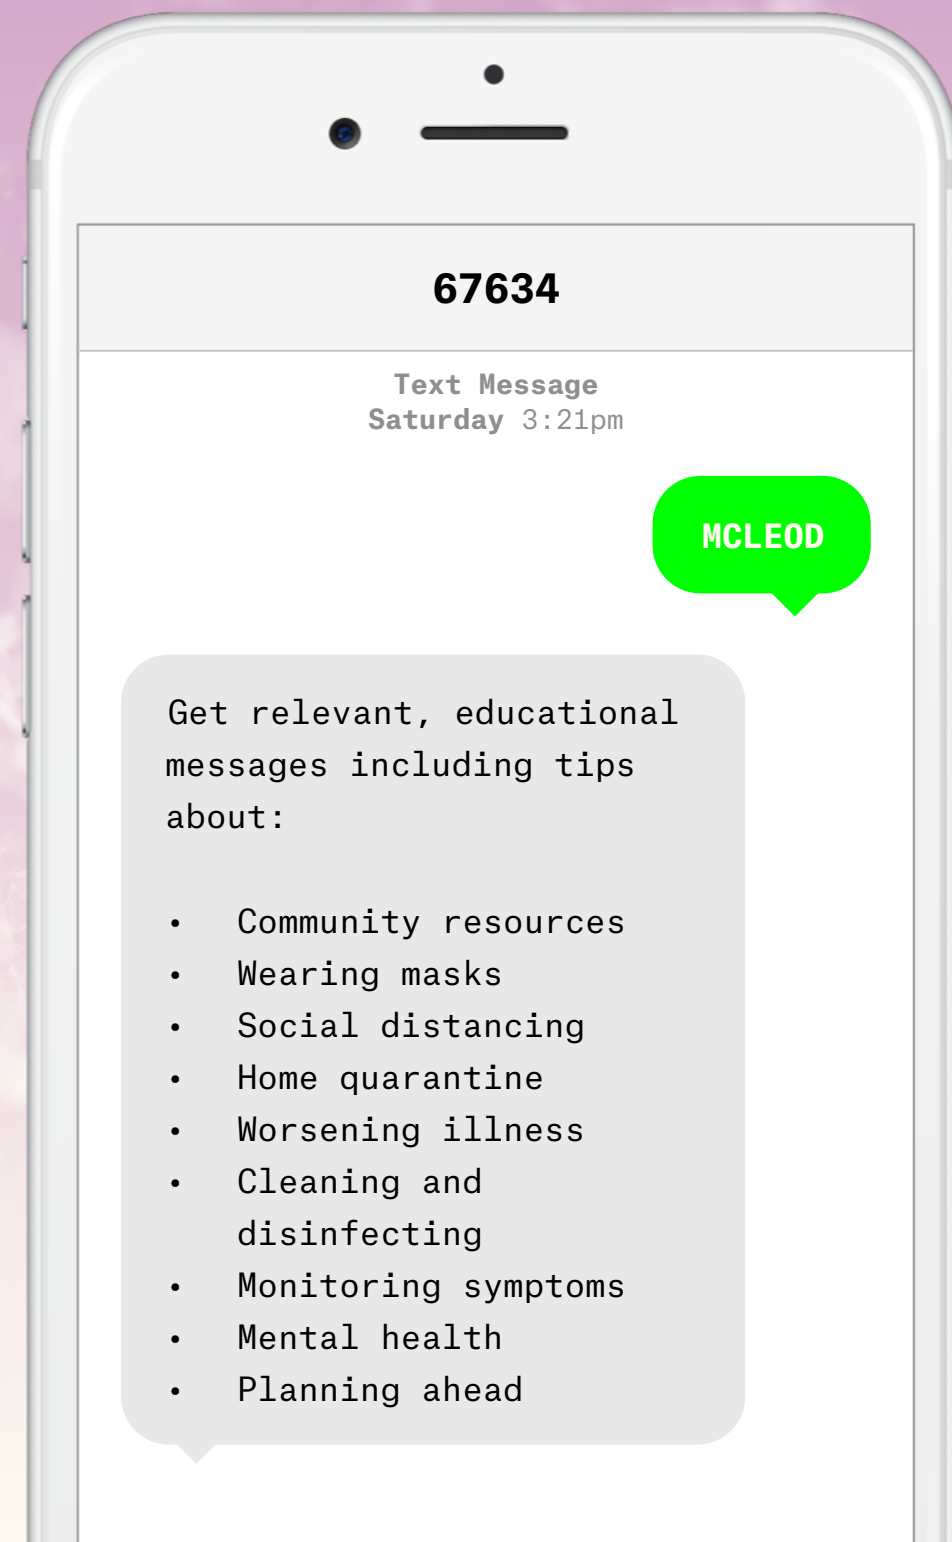 67634
Text Message
Saturday 3:21pm
MCLEOD
Get relevant, educational
messages including tips
about:
• Community resources
• Wearing masks
• Social distancing
• Home quarantine
• Worsening illness
• Cleaning and
disinfecting
• Monitoring symptoms
• Mental health
• Planning ahead